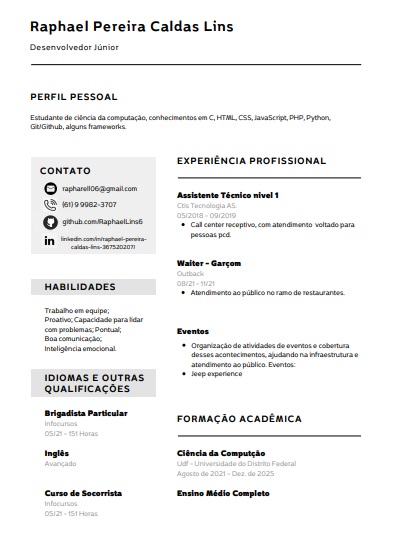 Raphael Pereira Caldas Lins
Desenvolvedor Júnior
PERFIL PESSOAL
Estudante de ciência da computação, conhecimentos em C, HTML, CSS, JavaScript, PHP, Python,
Git/Github, alguns frameworks.
CONTATO
rapharell06@gmail.com
(61) 9 9982-3707
github.com/RaphaelLins6
linkedin.com/in/raphael-pereira-
caldas-lins-367520207/
HABILIDADES
Trabalho em equipe;
Proativo; Capacidade para lidar
com problemas; Pontual;
Boa comunicação;
Inteligência emocional.
IDIOMAS E OUTRAS
QUALIFICAÇÕES
Brigadista Particular
Infocursos
05/21 - 151 Horas
Inglês
Avançado
Curso de Socorrista
Infocursos
05/21 - 151 Horas
EXPERIÊNCIA PROFISSIONAL
Assistente Técnico nível 1
Ctis Tecnologia AS.
05/2018 - 09/2019
• Call center receptivo, com atendimento voltado para
pessoas pcd.
Waiter - Garçom
Outback
08/21 - 11/21
• Atendimento ao público no ramo de restaurantes.
Eventos
• Organização de atividades de eventos e cobertura
desses acontecimentos, ajudando na infraestrutura e
atendimento ao público. Eventos:
• Jeep experience
FORMAÇÃO ACADÊMICA
Ciência da Computção
Udf - Universidade do Distrito Federal
Agosto de 2021 - Dez. de 2025
Ensino Médio Completo